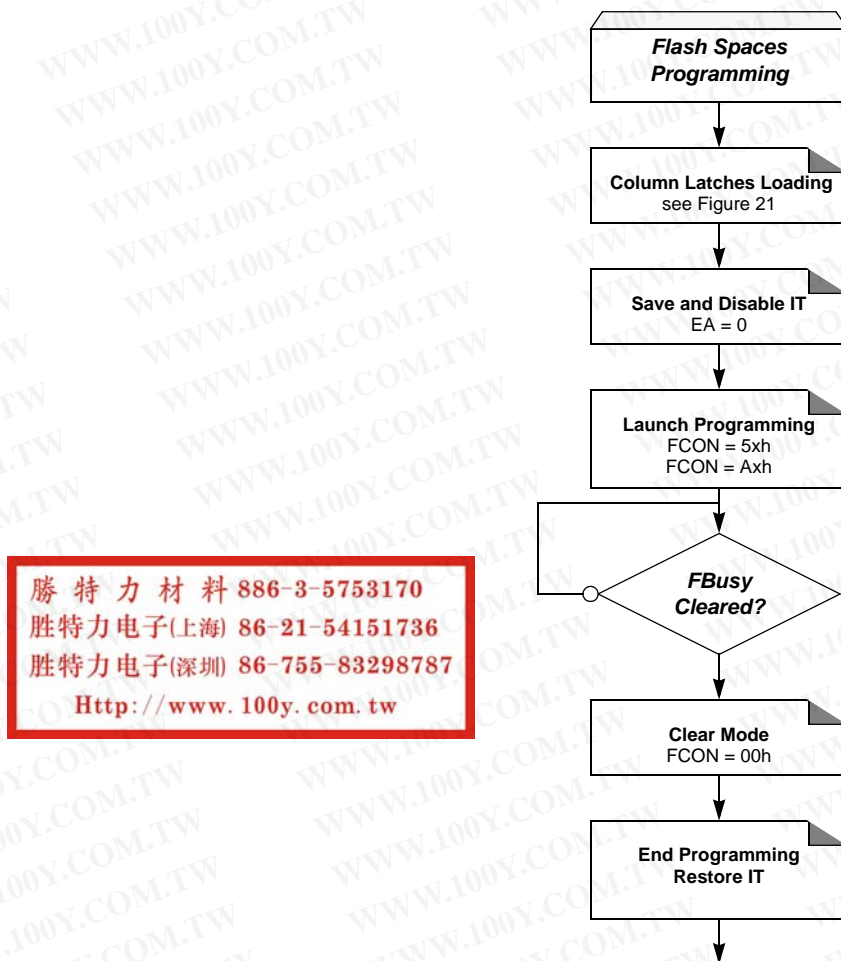 Flash Spaces
Programming
Column Latches Loading
see Figure 21
Save and Disable IT
EA = 0
Launch Programming
FCON = 5xh
FCON = Axh
FBusy
Cleared?
Clear Mode
FCON = 00h
End Programming
Restore IT
勝特力材料 886-3-5753170
胜特力电子(上海) 86-21-54151736
胜特力电子(深圳) 86-755-83298787
Http://www.100y.com.tw
WWW.100Y.COM.TW